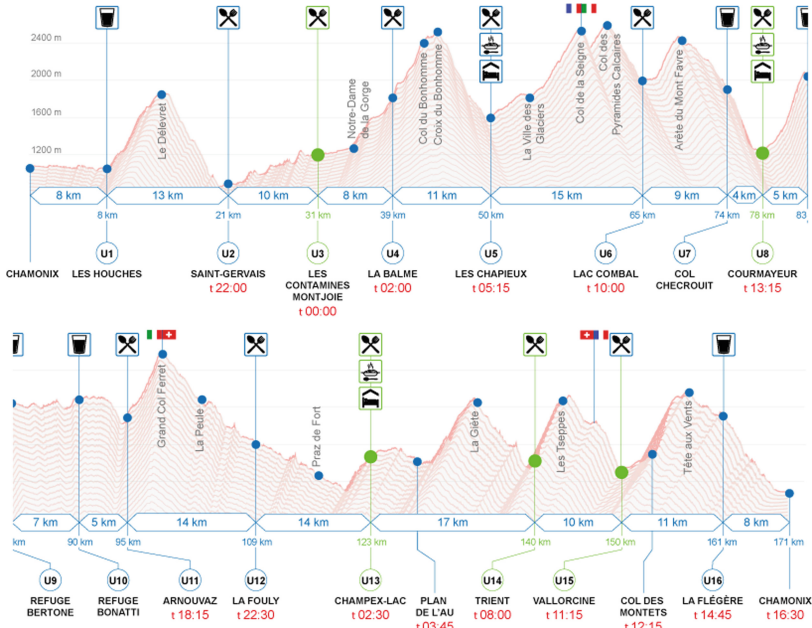 2400 m
2000 m
1600 m
1200 m
Le Délevret
Notre-Dame
de la Gorge
Col du Bonhomme
Croix du Bonhomme
La Ville des
Glaciers
Col de la Seigne
Col des
Pyramides Calcaires
Arête du Mont Favre
8 km
13 km
10 km
8 km
11 km
15 km
9 km
4 km
5 km
8 km
21 km
31 km
39 km
50 km
65 km
74 km
78 km
83
U1
U2
U3
U4
U5
U6
U7
U8
CHAMONIX
LES HOUCHES
SAINT-GERVAIS
t 22:00
LES
CONTAMINES
MONTJOIE
t 00:00
LA BALME
t 02:00
LES CHAPIEUX
t 05:15
LAC COMBAL
t 10:00
COL
CHECROUIT
COURMAYEUR
t 13:15
Grand Col Ferret
La Peule
Praz de Fort
La Giète
Les Tseppes
Tête aux Vents
7 km
5 km
14 km
14 km
17 km
10 km
11 km
8 km
km
90 km
95 km
109 km
123 km
140 km
150 km
161 km
171 km
U9
U10
U11
U12
U13
U14
U15
U16
REFUGE
BERTONE
REFUGE
BONATTI
ARNOUVAZ
t 18:15
LA FOULY
t 22:30
CHAMPEX-LAC
t 02:30
PLAN
DE L'AU
t 03:45
TRIENT
t 08:00
VALLORCINE
t 11:15
COL DES
MONTETS
t 12:15
LA FLÉGÈRE
t 14:45
CHAMONIX
t 16:30